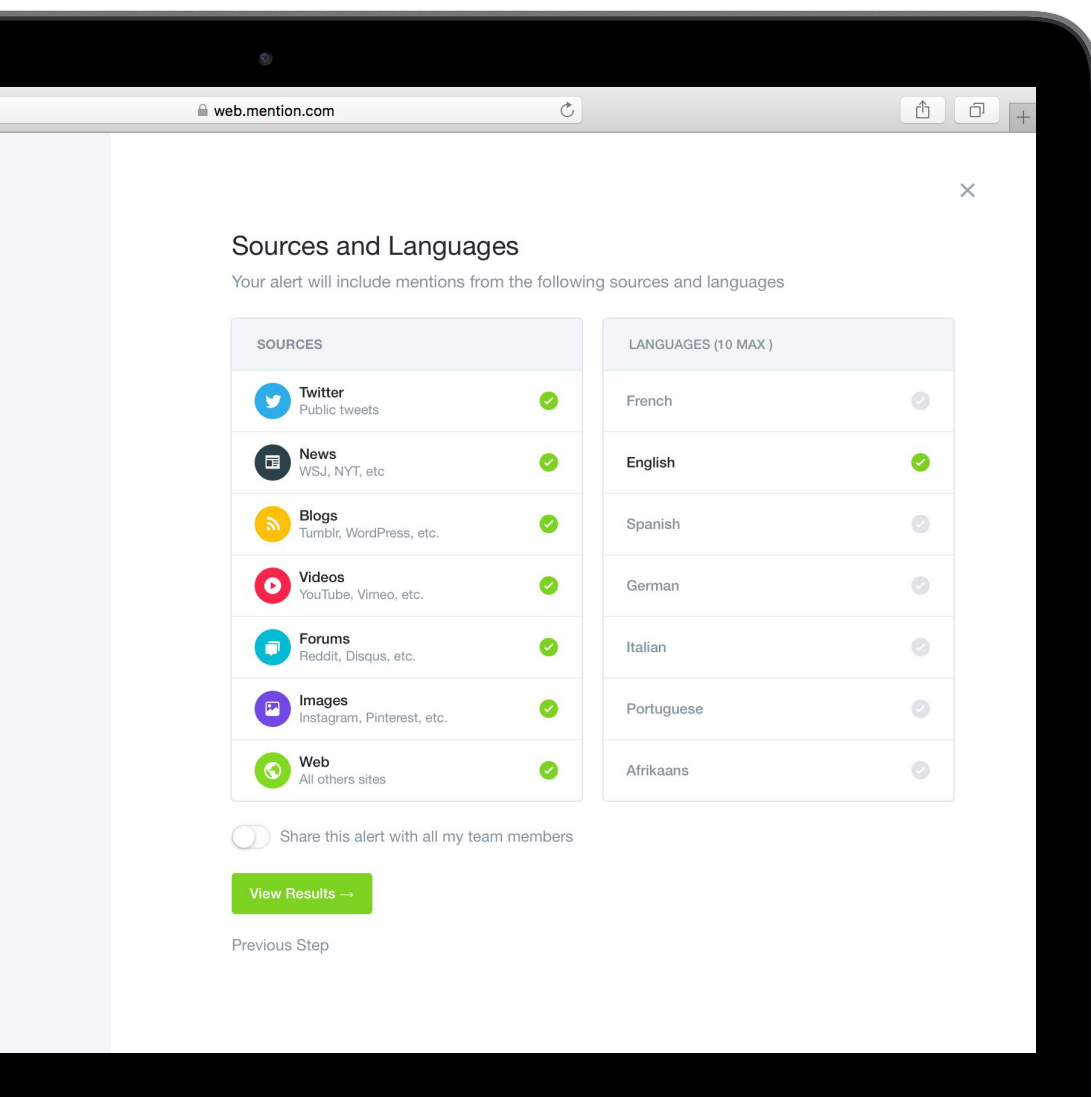 web.mention.com
Sources and Languages
Your alert will include mentions from the following sources and languages
SOURCES
Twitter
Public tweets
News
WSJ, NYT, etc
Blogs
Tumblr, WordPress, etc.
Videos
YouTube, Vimeo, etc.
Forums
Reddit, Disqus, etc.
Images
Instagram, Pinterest, etc.
Web
All others sites
LANGUAGES (10 MAX )
French
English
Spanish
German
Italian
Portuguese
Afrikaans
Share this alert with all my team members
View Results →
Previous Step